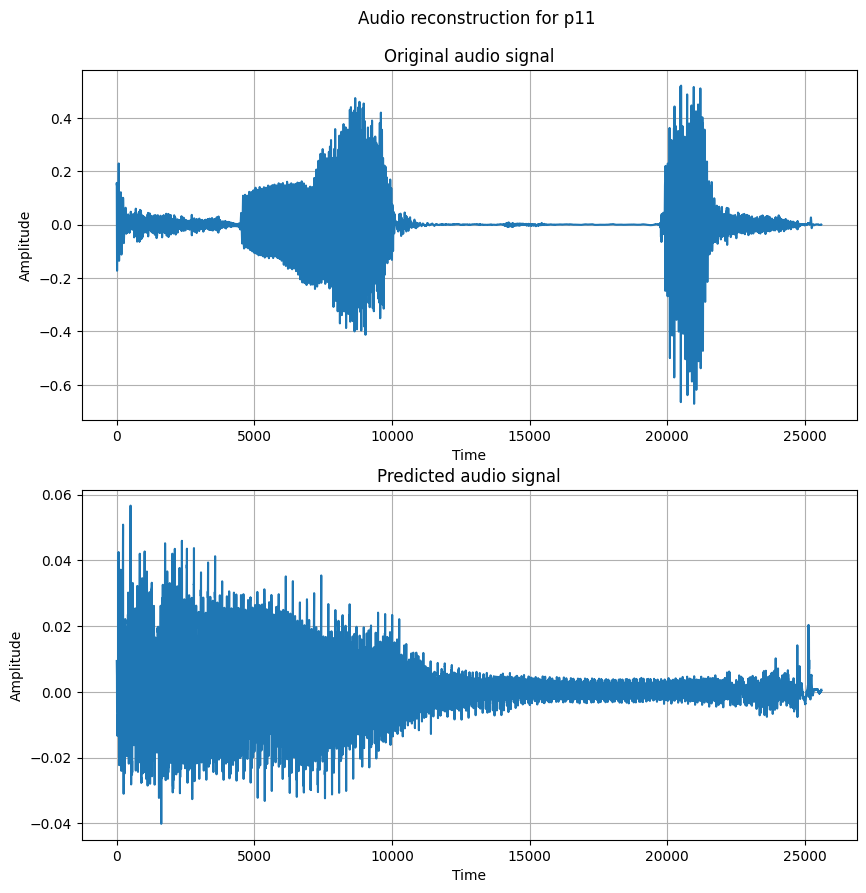 Audio reconstruction for p11
Original audio signal
Amplitude
0.4
0.2
0.0
−0.2
−0.4
−0.6
0 5000 10000 15000 20000 25000
Time
Predicted audio signal
Amplitude
0.06
0.04
0.02
0.00
−0.02
−0.04
0 5000 10000 15000 20000 25000
Time